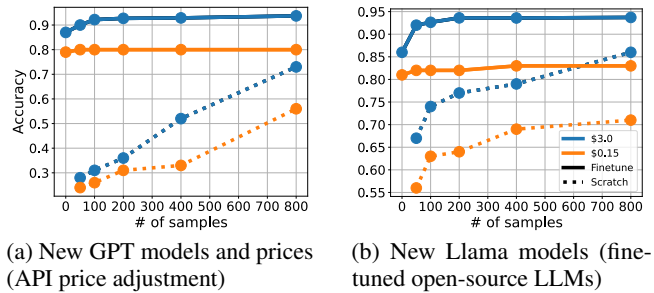 Accuracy
1.0
0.9
0.8
0.7
0.6
0.5
0.4
0.3
0 100 200 300 400 500 600 700 800
# of samples
0.95
0.90
0.85
0.80
0.75
0.70
0.65
0.60
0.55
$3.0
$0.15
Finetune
Scratch
0 100 200 300 400 500 600 700 800
# of samples
(a) New GPT models and prices
(API price adjustment)
(b) New Llama models (fine-
tuned open-source LLMs)